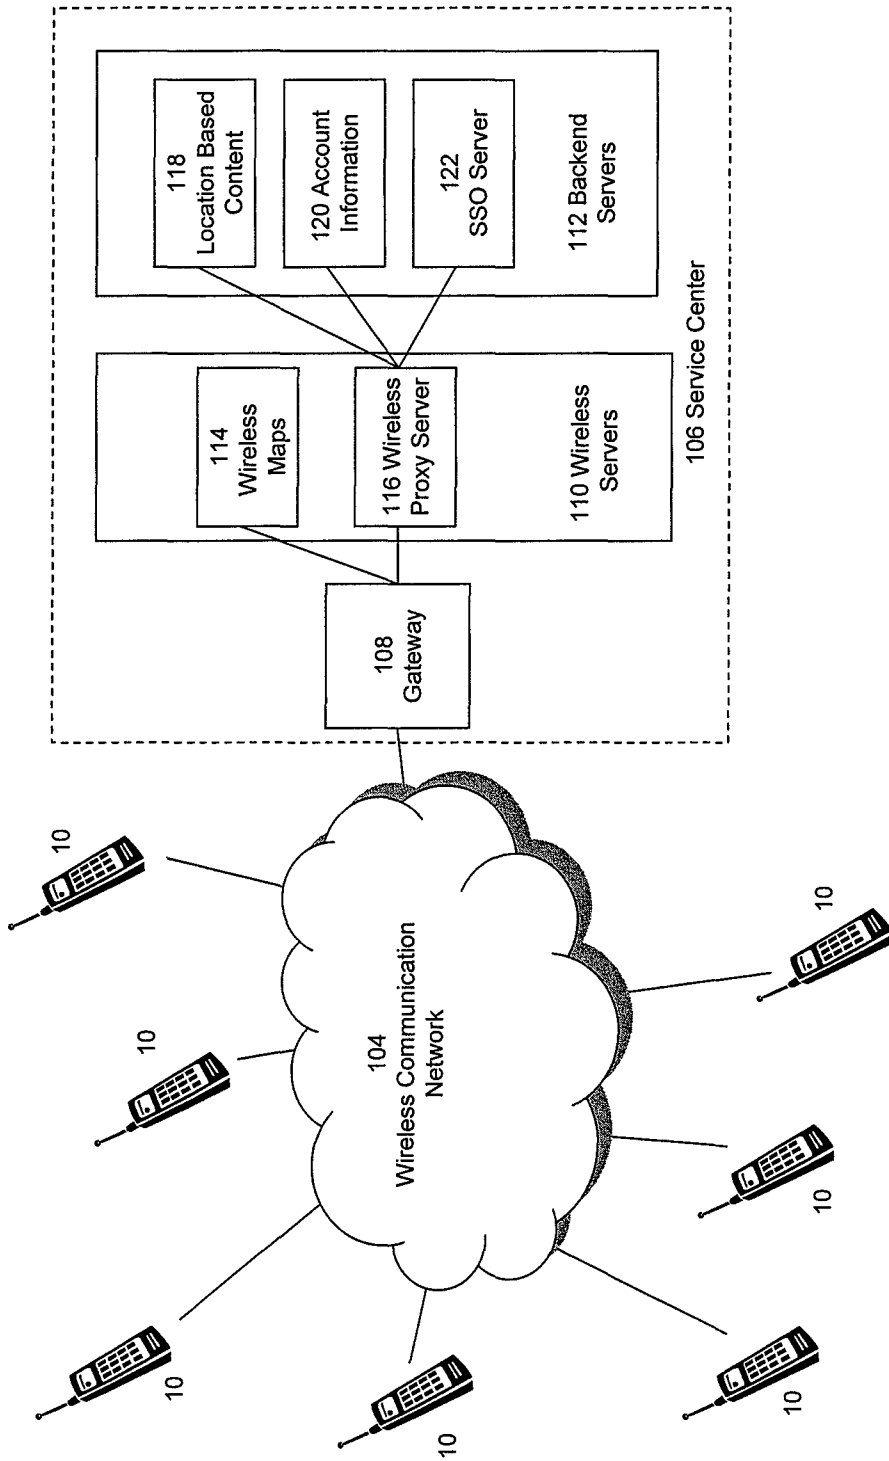 10
10
10
10
10
10
10
104
Wireless Communication
Network
108
Gateway
114
Wireless
Maps
116 Wireless
Proxy Server
110 Wireless
Servers
118
Location Based
Content
120 Account
Information
122
SSO Server
112 Backend
Servers
106 Service Center